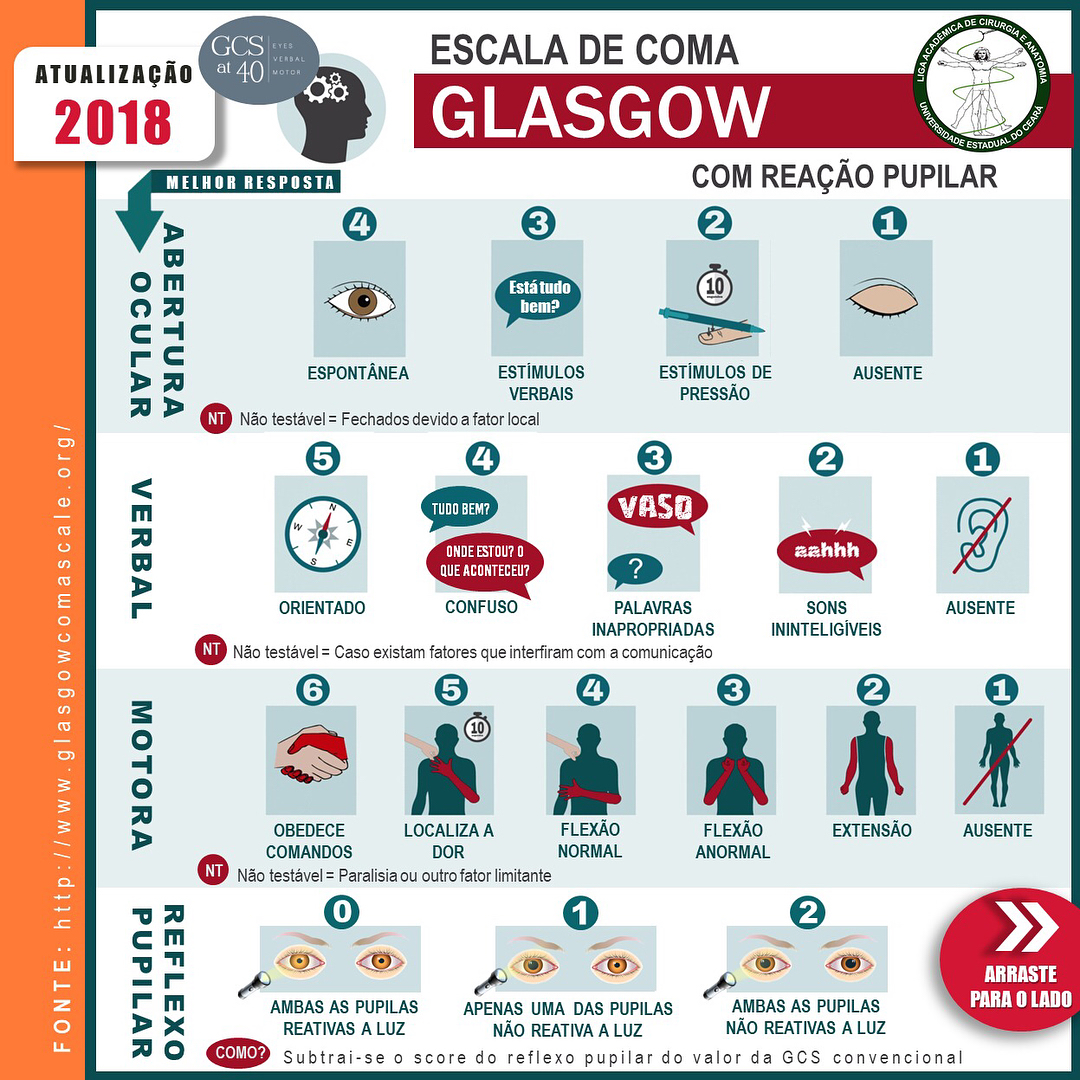 ATUALIZAÇÃO
2018
GCS
at 40
EYES
VERBAL
MOTOR
ESCALA DE COMA
GLASGOW
COM REAÇÃO PUPILAR
LIGA ACADÊMICA DE CIRURGIA E ANATOMIA
UNIVERSIDADE ESTADUAL DO CEARÁ
MELHOR RESPOSTA
ABERTURA
OCULAR
4
3
2
1
Está tudo
bem?
10
ESPONTÂNEA
ESTÍMULOS
VERBAIS
ESTÍMULOS DE
PRESSÃO
AUSENTE
NT Não testável = Fechados devido a fator local
VERBAL
5
4
3
2
1
N
W
E
S
TUDO BEM?
ONDE ESTOU? O
QUE ACONTECEU?
VASO
?
aahhh
ORIENTADO
CONFUSO
PALAVRAS
INAPROPRIADAS
SONS
ININTELIGÍVEIS
AUSENTE
NT Não testável = Caso existam fatores que interfiram com a comunicação
MOTORA
6
5
4
3
2
1
10
OBEDECE
COMANDOS
LOCALIZA A
DOR
FLEXÃO
NORMAL
FLEXÃO
ANORMAL
EXTENSÃO
AUSENTE
NT Não testável = Paralisia ou outro fator limitante
REFLEXO
PUPILAR
0
1
2
AMBAS AS PUPILAS
REATIVAS A LUZ
APENAS UMA DAS PUPILAS
NÃO REATIVA A LUZ
AMBAS AS PUPILAS
NÃO REATIVAS A LUZ
COMO? Subtrai-se o score do reflexo pupilar do valor da GCS convencional
ARRASTE
PARA O LADO
FONTE: http://www.glasgowcomascale.org/